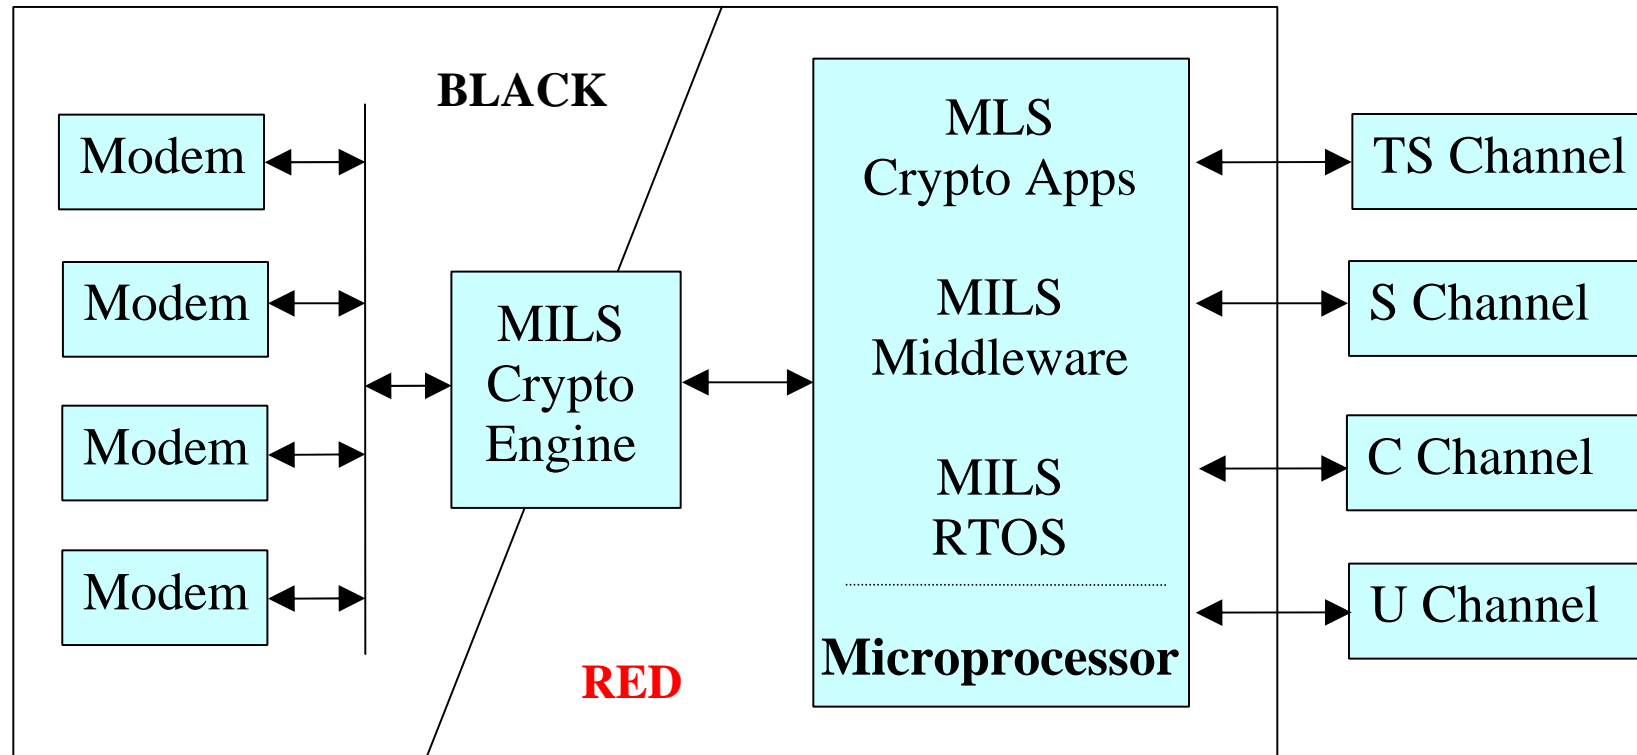 BLACK
Modem
Modem
Modem
Modem
MILS
Crypto
Engine
RED
MLS
Crypto Apps
MILS
Middleware
MILS
RTOS
Microprocessor
TS Channel
S Channel
C Channel
U Channel